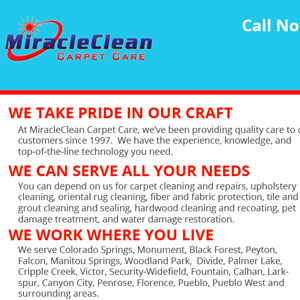 Call No
MiracleClean
CARPET CARE
WE TAKE PRIDE IN OUR CRAFT
At MiracleClean Carpet Care, we've been providing quality care to o
customers since 1997. We have the experience, knowledge, and
top-of-the-line technology you need.
WE CAN SERVE ALL YOUR NEEDS
You can depend on us for carpet cleaning and repairs, upholstery
cleaning, oriental rug cleaning, fiber and fabric protection, tile and
grout cleaning and sealing, hardwood cleaning and recoating, pet
damage treatment, and water damage restoration.
WE WORK WHERE YOU LIVE
We serve Colorado Springs, Monument, Black Forest, Peyton,
Falcon, Manitou Springs, Woodland Park, Divide, Palmer Lake,
Cripple Creek, Victor, Security-Widefield, Fountain, Calhan, Lark-
spur, Canyon City, Penrose, Florence, Pueblo, Pueblo West and
surrounding areas.